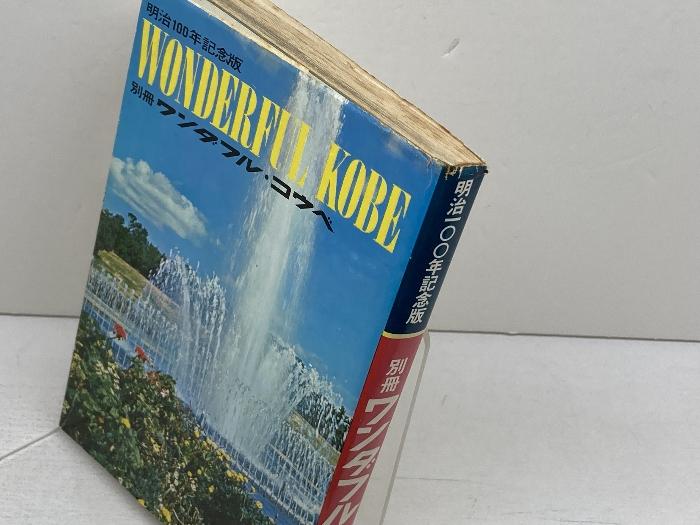 明治100年記念版
WONDERFUL KOBE
別冊 ワンダフル・コウベ
明治一〇〇年記念版
別冊 ワンダフル